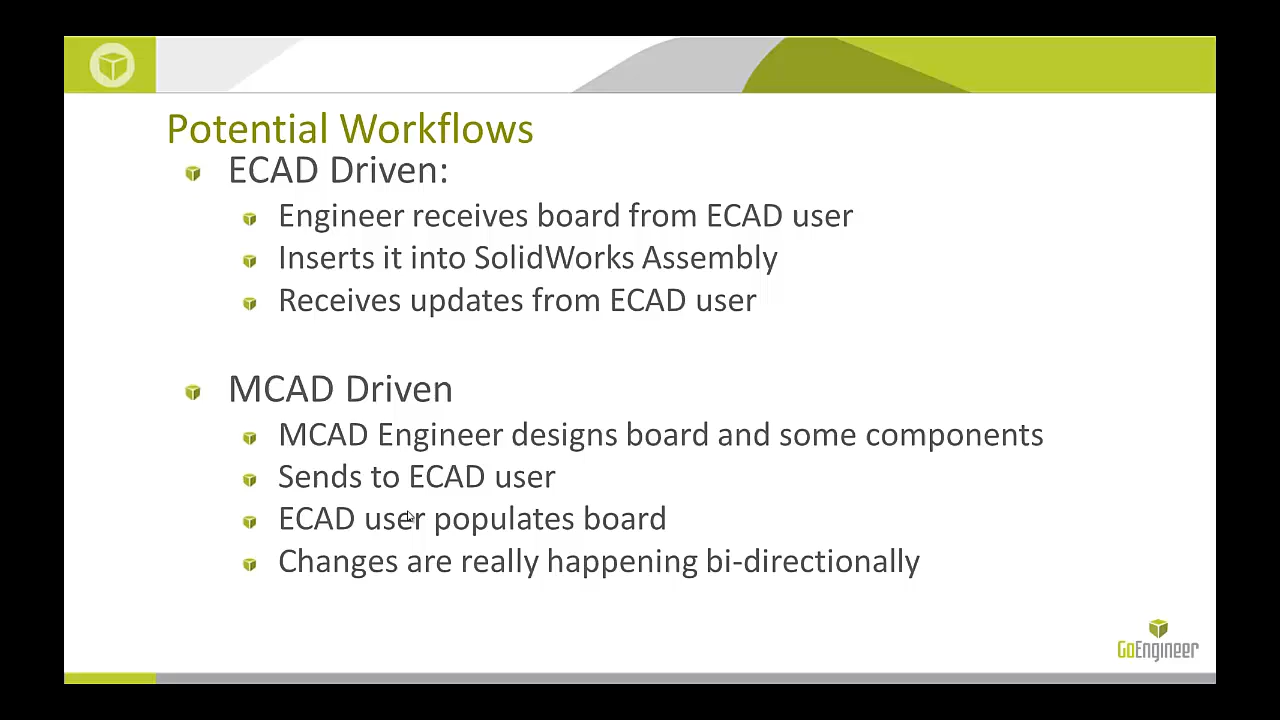 Potential Workflows
ECAD Driven:
Engineer receives board from ECAD user
Inserts it into SolidWorks Assembly
Receives updates from ECAD user
MCAD Driven
MCAD Engineer designs board and some components
Sends to ECAD user
ECAD user populates board
Changes are really happening bi-directionally
GoEngineer